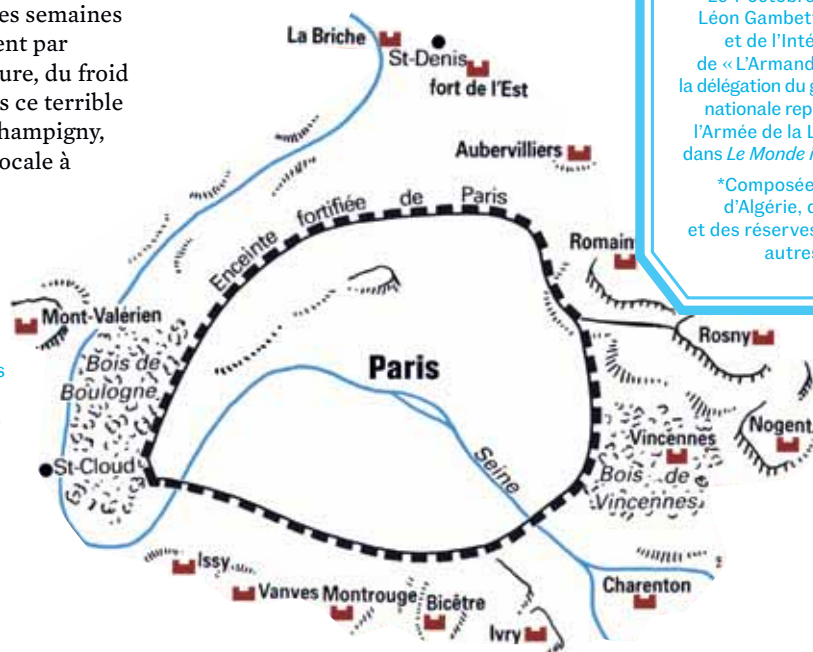 es semaines
ent par
ure, du froid
s ce terrible
hampigny,
ocale à
Léon Gambett
et de l'Inté
de « L'Armand
la délégation du g
nationale rep
l'Armée de la L
dans Le Monde i
*Composée
d'Algérie, c
et des réserves
autres
s
La Briche
St-Denis
fort de l'Est
Aubervilliers
Enceinte fortifiée de Paris
Romain
Mont-Valérien
Rosny
Bois de
Boulogne
Paris
Nogent
Vincennes
St-Cloud
Seine
Bois de
Vincennes
Issy
Charenton
Vanves
Montrouge
Bicêtre
Ivry